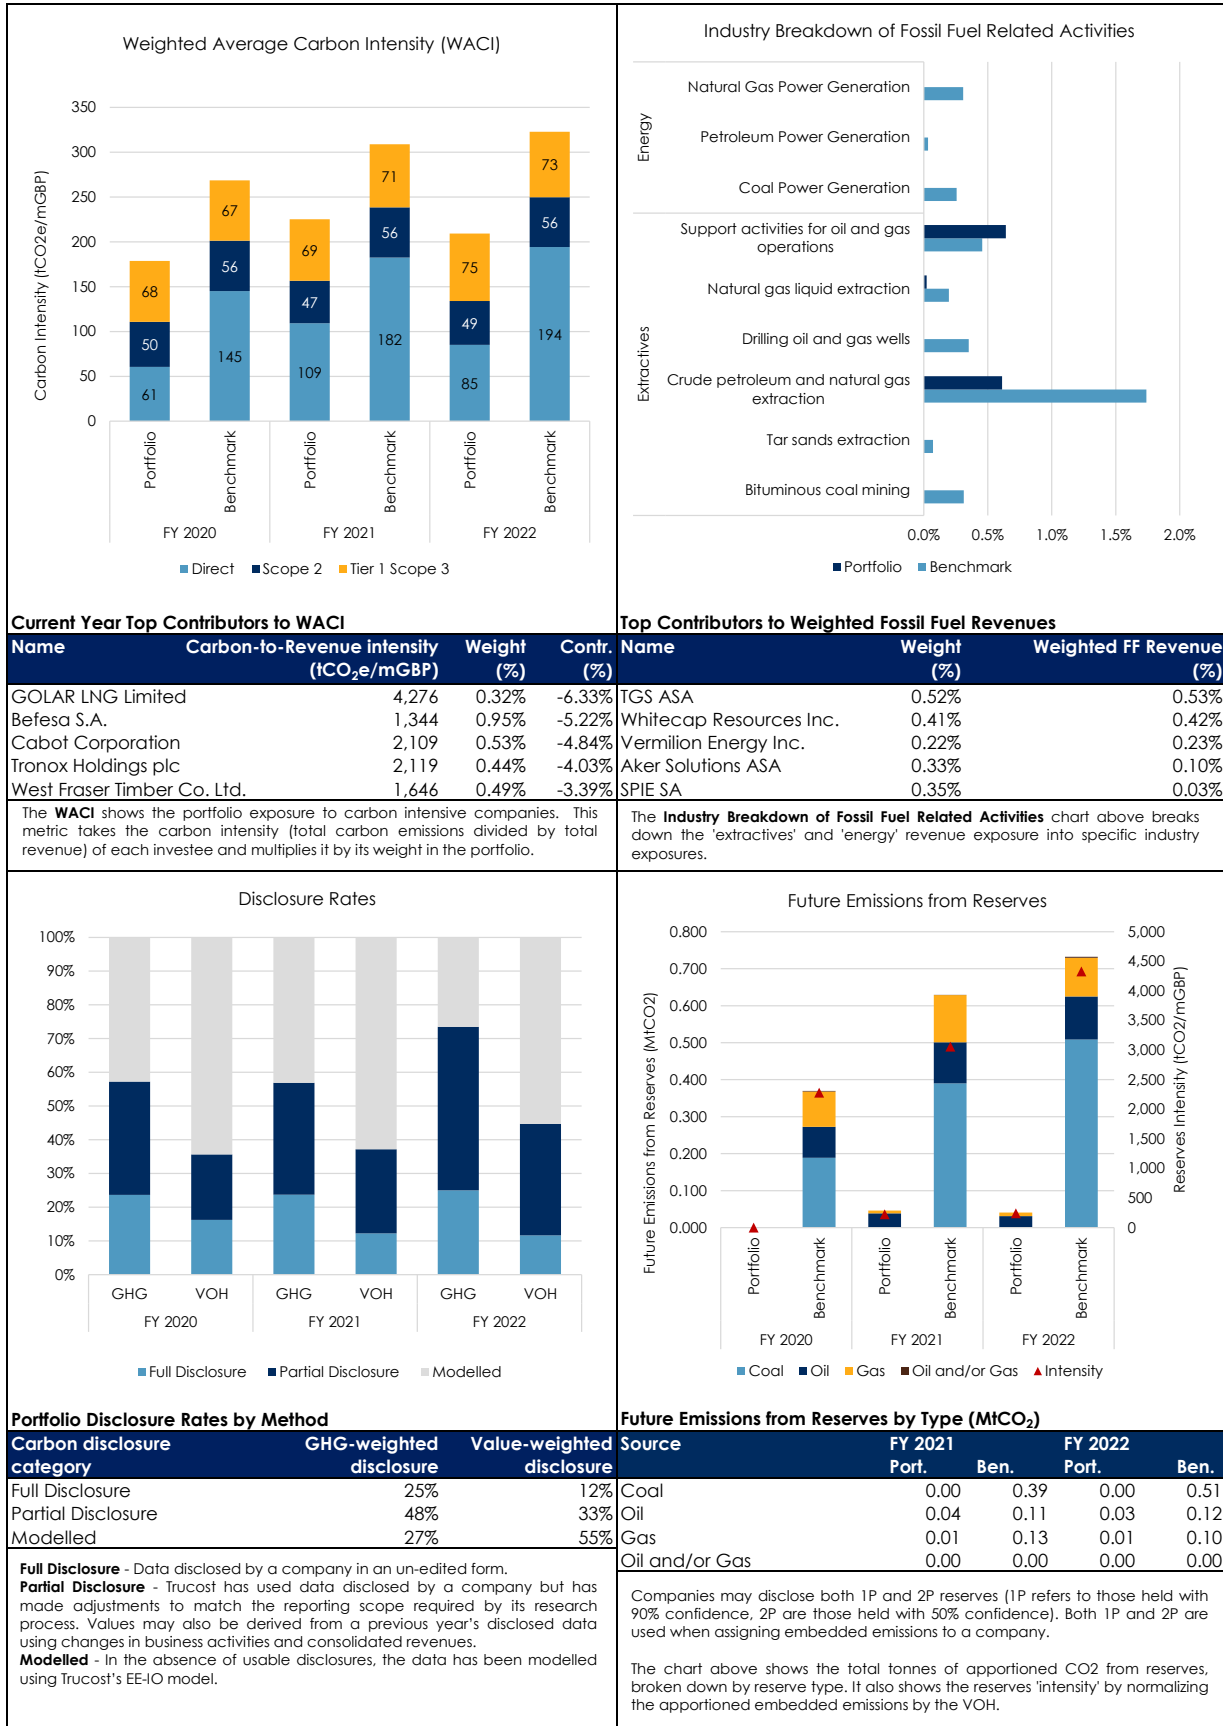 Weighted Average Carbon Intensity (WACI)
Carbon Intensity (tCO2e/mGBP)
350
300
250
200
150
100
50
0
68
50
61
67
56
145
69
47
109
71
56
182
75
49
85
73
56
194
Portfolio
Benchmark
Portfolio
Benchmark
Portfolio
Benchmark
FY 2020
FY 2021
FY 2022
Direct
Scope 2
Tier 1 Scope 3
Industry Breakdown of Fossil Fuel Related Activities
Energy
Natural Gas Power Generation
Petroleum Power Generation
Coal Power Generation
Extractives
Support activities for oil and gas
operations
Natural gas liquid extraction
Drilling oil and gas wells
Crude petroleum and natural gas
extraction
Tar sands extraction
Bituminous coal mining
0.0% 0.5% 1.0% 1.5% 2.0%
Portfolio
Benchmark
Current Year Top Contributors to WACI
Name Carbon-to-Revenue intensity Weight Contr.
(tCO₂e/mGBP) (%) (%)
GOLAR LNG Limited 4,276 0.32% -6.33%
Befesa S.A. 1,344 0.95% -5.22%
Cabot Corporation 2,109 0.53% -4.84%
Tronox Holdings plc 2,119 0.44% -4.03%
West Fraser Timber Co. Ltd. 1,646 0.49% -3.39%
The WACI shows the portfolio exposure to carbon intensive companies. This
metric takes the carbon intensity (total carbon emissions divided by total
revenue) of each investee and multiplies it by its weight in the portfolio.
Top Contributors to Weighted Fossil Fuel Revenues
Name Weight Weighted FF Revenue
(%) (%)
TGS ASA 0.52% 0.53%
Whitecap Resources Inc. 0.41% 0.42%
Vermilion Energy Inc. 0.22% 0.23%
Aker Solutions ASA 0.33% 0.10%
SPIE SA 0.35% 0.03%
The Industry Breakdown of Fossil Fuel Related Activities chart above breaks
down the 'extractives' and 'energy' revenue exposure into specific industry
exposures.
Disclosure Rates
100%
90%
80%
70%
60%
50%
40%
30%
20%
10%
0%
GHG VOH GHG VOH GHG VOH
FY 2020 FY 2021 FY 2022
Full Disclosure
Partial Disclosure
Modelled
Future Emissions from Reserves
Future Emissions from Reserves (MtCO2)
0.800
0.700
0.600
0.500
0.400
0.300
0.200
0.100
0.000
5,000
4,500
4,000
3,500
3,000
2,500
2,000
1,500
1,000
500
0
Reserves Intensity (tCO2/mGBP)
Portfolio
Benchmark
Portfolio
Benchmark
Portfolio
Benchmark
FY 2020
FY 2021
FY 2022
Coal
Oil
Gas
Oil and/or Gas
Intensity
Portfolio Disclosure Rates by Method
Carbon disclosure GHG-weighted Value-weighted
category disclosure disclosure
Full Disclosure 25% 12%
Partial Disclosure 48% 33%
Modelled 27% 55%
Full Disclosure - Data disclosed by a company in an un-edited form.
Partial Disclosure - Trucost has used data disclosed by a company but has
made adjustments to match the reporting scope required by its research
process. Values may also be derived from a previous year's disclosed data
using changes in business activities and consolidated revenues.
Modelled - In the absence of usable disclosures, the data has been modelled
using Trucost's EE-IO model.
Future Emissions from Reserves by Type (MtCO₂)
Source FY 2021 FY 2022
Port. Ben. Port. Ben.
Coal 0.00 0.39 0.00 0.51
Oil 0.04 0.11 0.03 0.12
Gas 0.01 0.13 0.01 0.10
Oil and/or Gas 0.00 0.00 0.00 0.00
Companies may disclose both 1P and 2P reserves (1P refers to those held with
90% confidence, 2P are those held with 50% confidence). Both 1P and 2P are
used when assigning embedded emissions to a company.
The chart above shows the total tonnes of apportioned CO2 from reserves,
broken down by reserve type. It also shows the reserves 'intensity' by normalizing
the apportioned embedded emissions by the VOH.